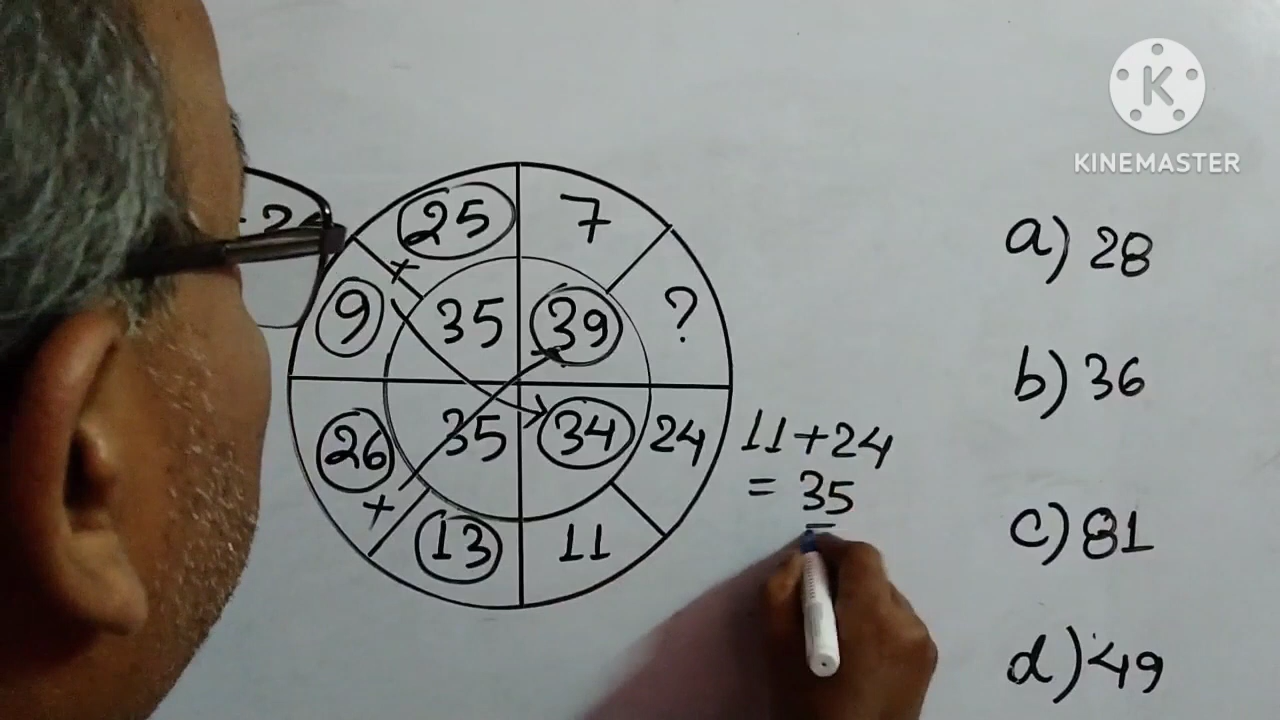 KINEMASTER
25 7
9 35 39 ?
26 35 34 24
13 11
11+24
= 35
a) 28
b) 36
c) 81
d) 49